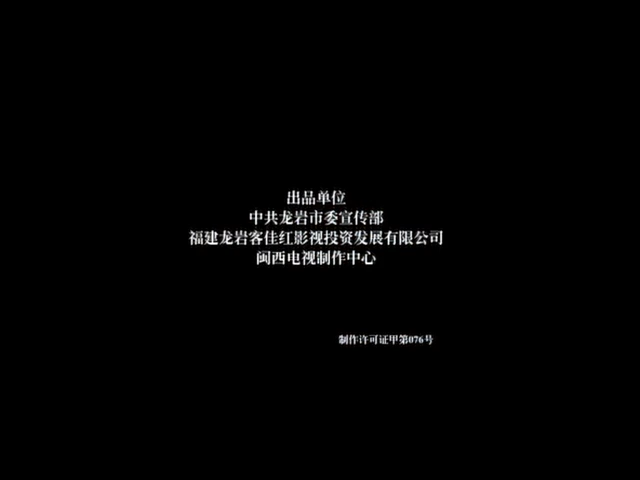 出品单位
中共龙岩市委宣传部
福建龙岩客佳红影视投资发展有限公司
闽西电视制作中心
制作许可证甲第076号